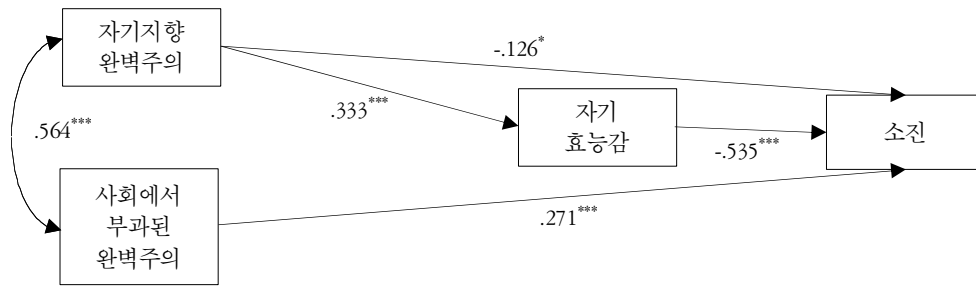 자기지향
완벽주의
-.126*
.333***
자기
효능감
소진
.564***
-.535***
사회에서
부과된
완벽주의
.271***